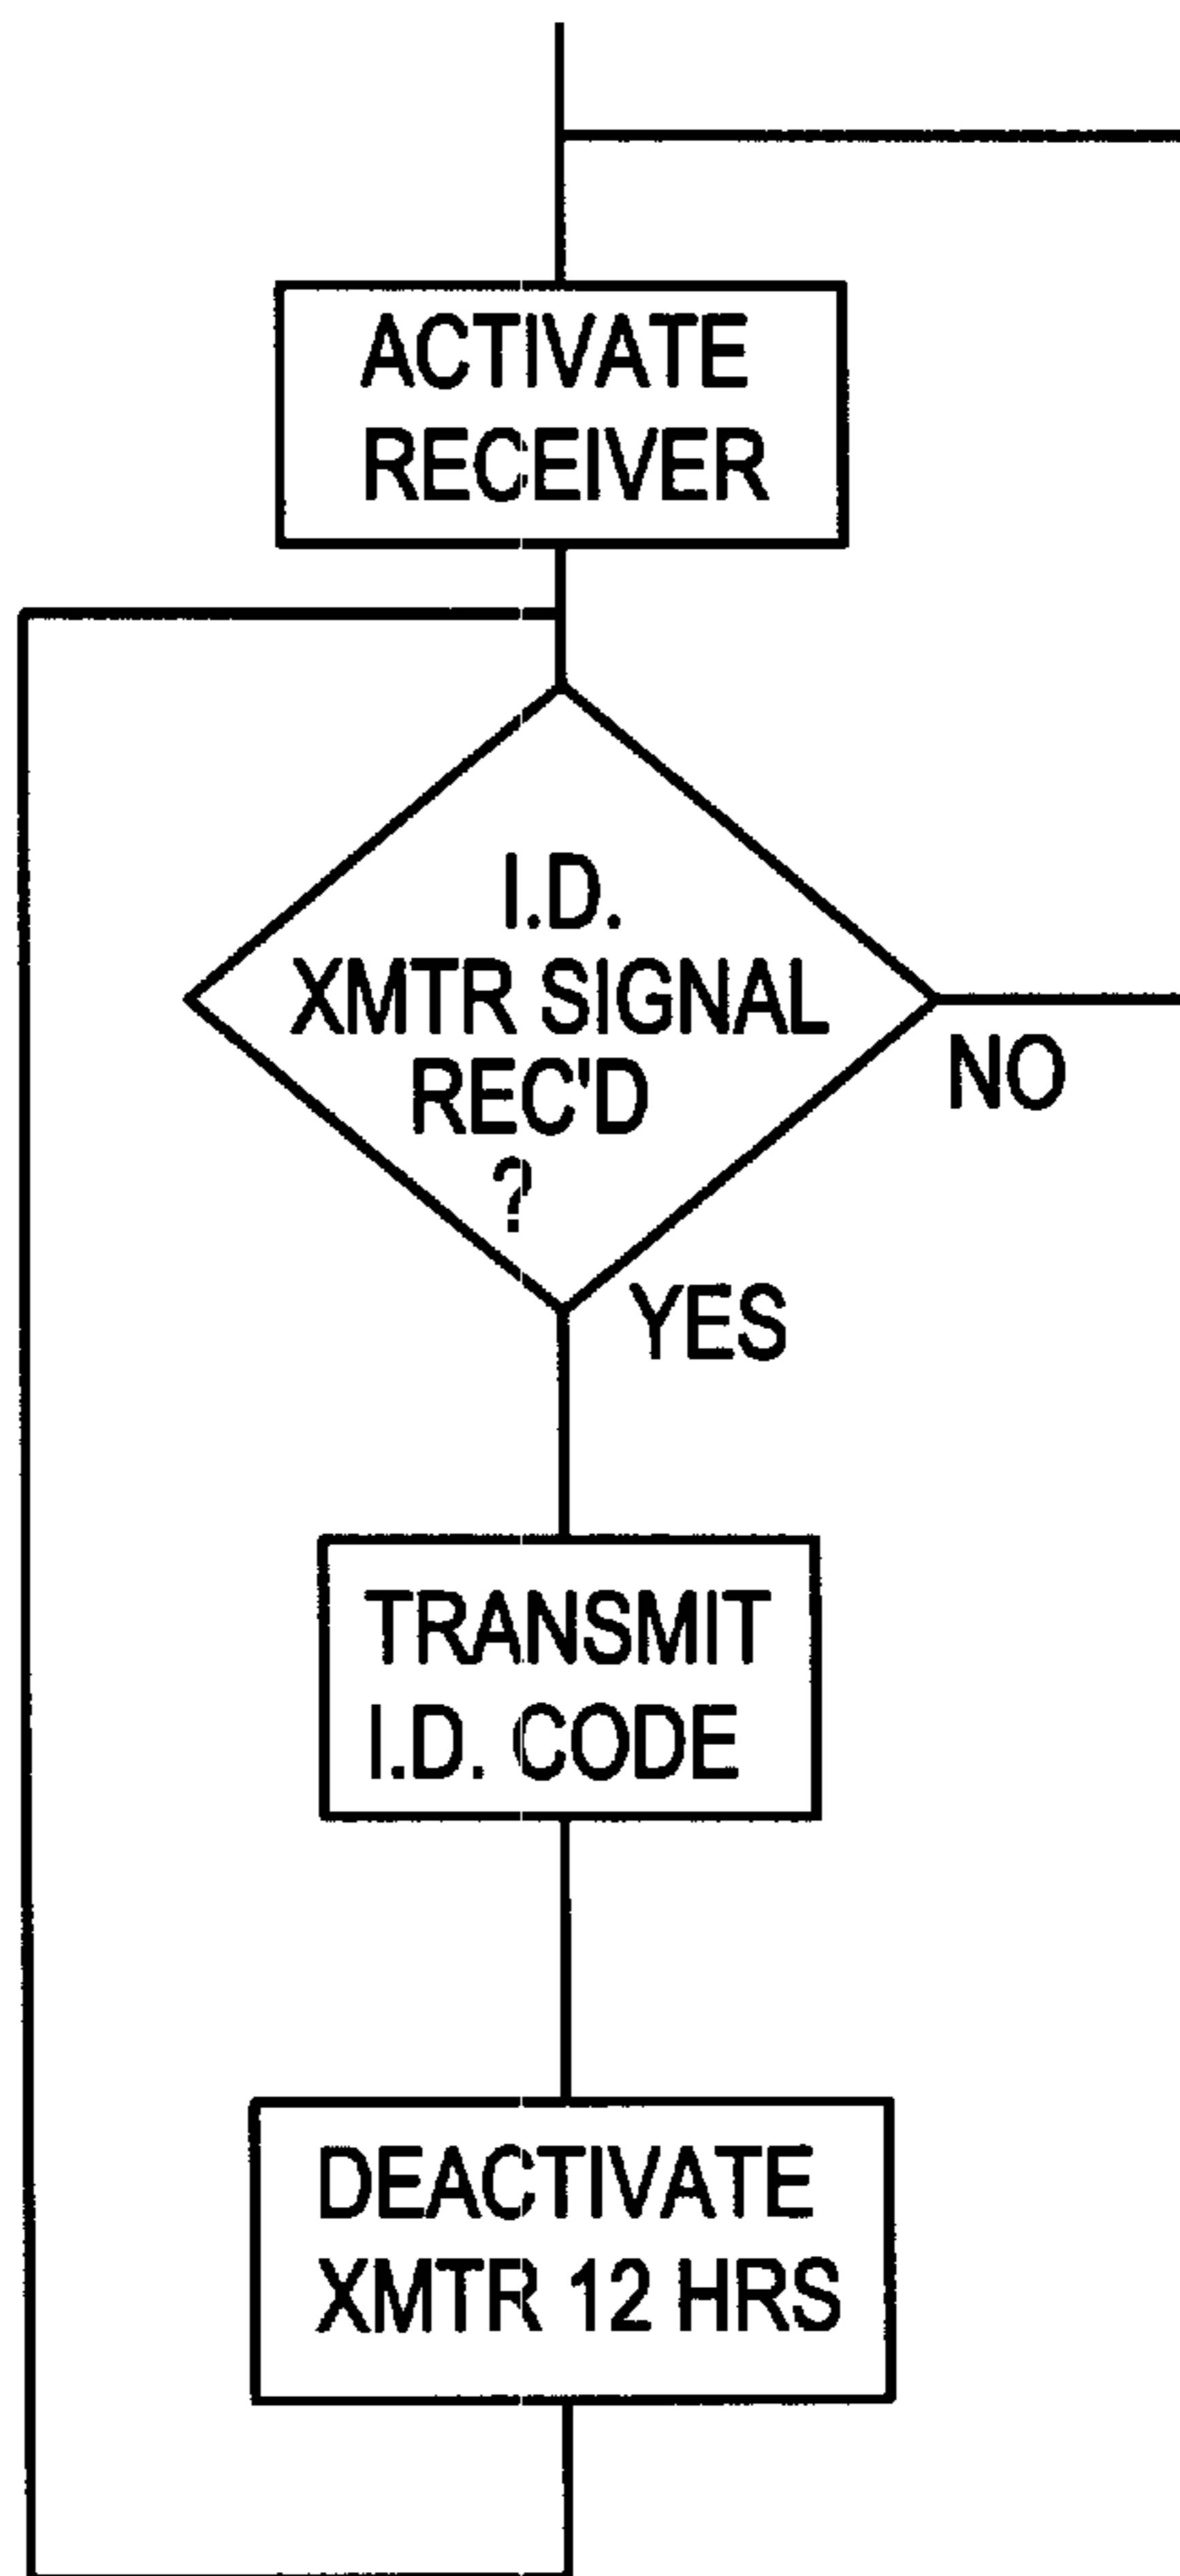 ACTIVATE
RECEIVER
I.D.
XMTR SIGNAL
REC'D
?
NO
YES
TRANSMIT
I.D. CODE
DEACTIVATE
XMTR 12 HRS